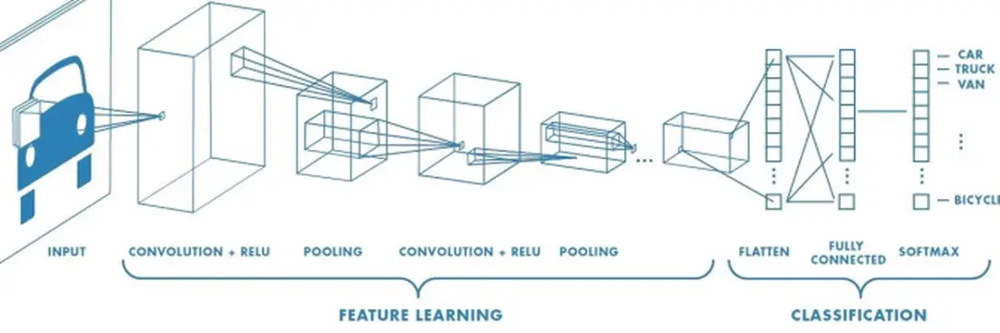 CAR
TRUCK
VAN
BICYCL
INPUT
CONVOLUTION + RELU
POOLING
CONVOLUTION + RELU
POOLING
FLATTEN
FULLY
CONNECTED
SOFTMAX
FEATURE LEARNING
CLASSIFICATION